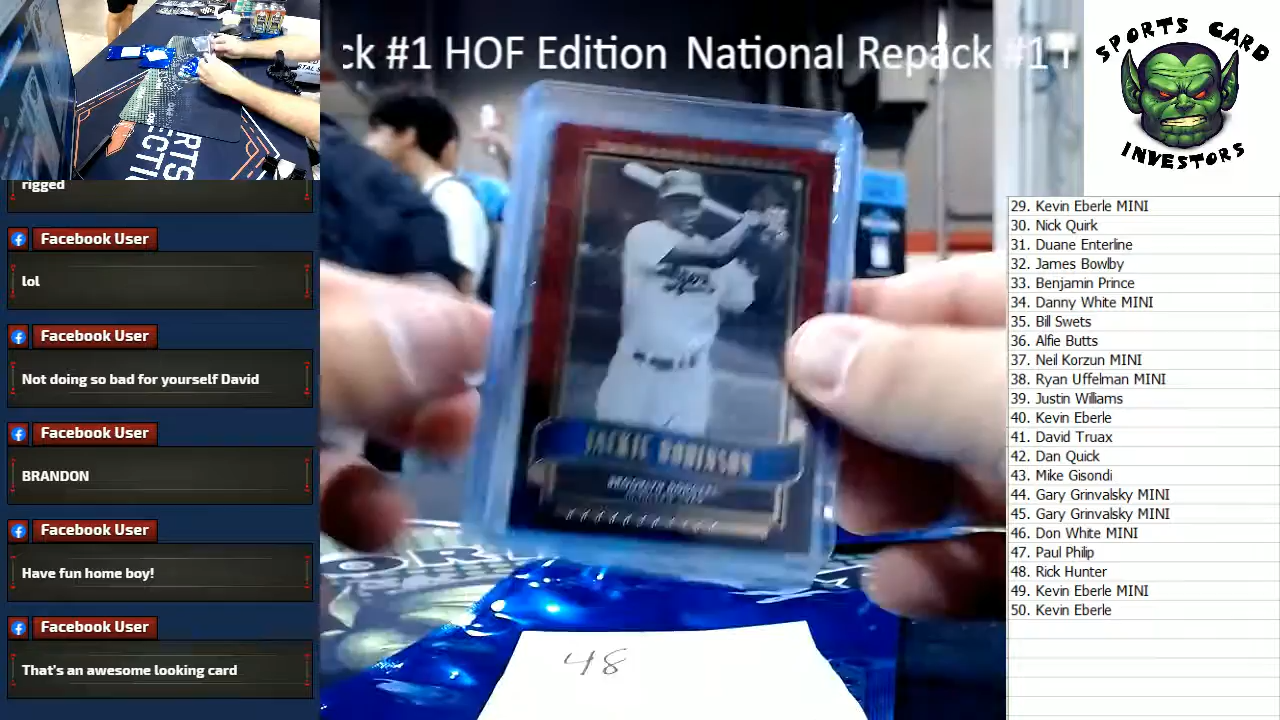 ck #1 HOF Edition National Repack #1 H
SPORTS CARD
INVESTORS
rigged
Facebook User
lol
Facebook User
Not doing so bad for yourself David
Facebook User
BRANDON
Facebook User
Have fun home boy!
Facebook User
That's an awesome looking card
JACKIE ROBINSON
BROOKLYN DODGERS
48
29. Kevin Eberle MINI
30. Nick Quirk
31. Duane Enterline
32. James Bowlby
33. Benjamin Prince
34. Danny White MINI
35. Bill Swets
36. Alfie Butts
37. Neil Korzun MINI
38. Ryan Uffelman MINI
39. Justin Williams
40. Kevin Eberle
41. David Truax
42. Dan Quick
43. Mike Gisondi
44. Gary Grinvalsky MINI
45. Gary Grinvalsky MINI
46. Don White MINI
47. Paul Philip
48. Rick Hunter
49. Kevin Eberle MINI
50. Kevin Eberle